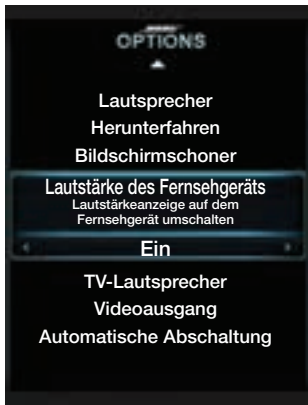 OPTIONS
Lautsprecher
Herunterfahren
Bildschirmschoner
Lautstärke des Fernsehgeräts
Lautstärkeanzeige auf dem
Fernsehgerät umschalten
Ein
TV-Lautsprecher
Videoausgang
Automatische Abschaltung